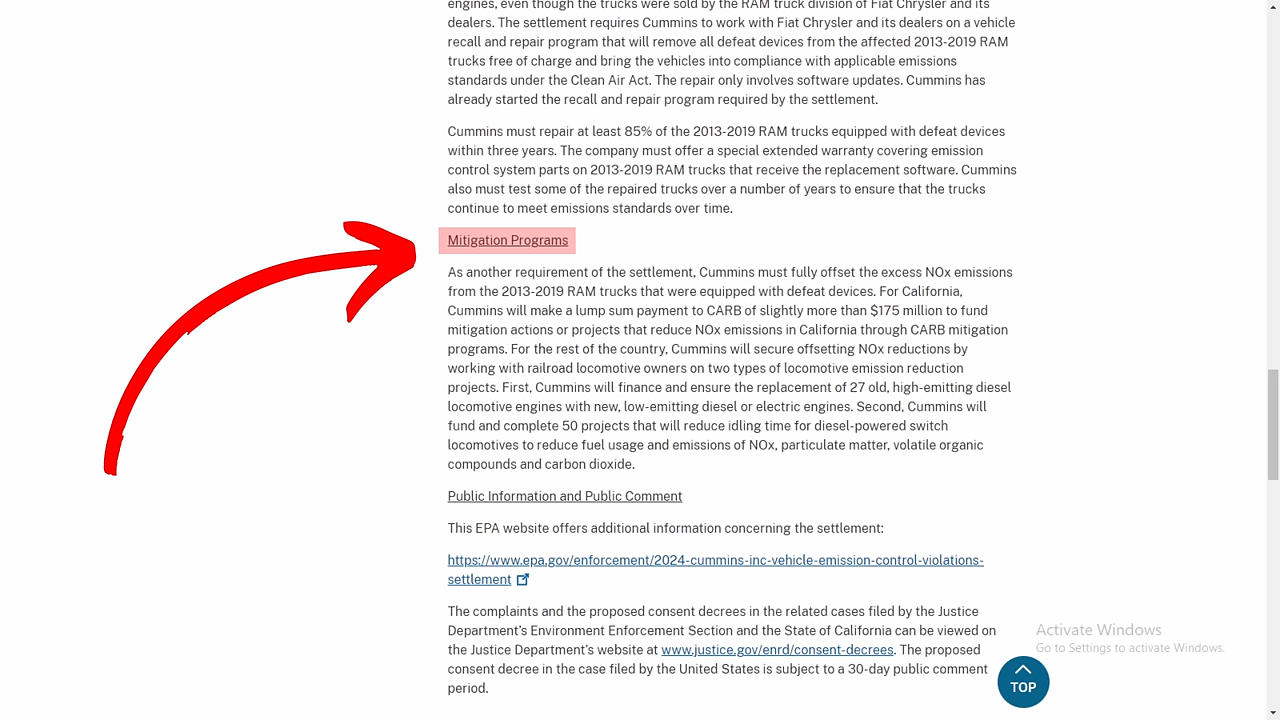 engines, even though the trucks were sold by the RAM truck division of Fiat Chrysler and its
dealers. The settlement requires Cummins to work with Fiat Chrysler and its dealers on a vehicle
recall and repair program that will remove all defeat devices from the affected 2013-2019 RAM
trucks free of charge and bring the vehicles into compliance with applicable emissions
standards under the Clean Air Act. The repair only involves software updates. Cummins has
already started the recall and repair program required by the settlement.
Cummins must repair at least 85% of the 2013-2019 RAM trucks equipped with defeat devices
within three years. The company must offer a special extended warranty covering emission
control system parts on 2013-2019 RAM trucks that receive the replacement software. Cummins
also must test some of the repaired trucks over a number of years to ensure that the trucks
continue to meet emissions standards over time.
Mitigation Programs
As another requirement of the settlement, Cummins must fully offset the excess NOx emissions
from the 2013-2019 RAM trucks that were equipped with defeat devices. For California,
Cummins will make a lump sum payment to CARB of slightly more than $175 million to fund
mitigation actions or projects that reduce NOx emissions in California through CARB mitigation
programs. For the rest of the country, Cummins will secure offsetting NOx reductions by
working with railroad locomotive owners on two types of locomotive emission reduction
projects. First, Cummins will finance and ensure the replacement of 27 old, high-emitting diesel
locomotive engines with new, low-emitting diesel or electric engines. Second, Cummins will
fund and complete 50 projects that will reduce idling time for diesel-powered switch
locomotives to reduce fuel usage and emissions of NOx, particulate matter, volatile organic
compounds and carbon dioxide.
Public Information and Public Comment
This EPA website offers additional information concerning the settlement:
https://www.epa.gov/enforcement/2024-cummins-inc-vehicle-emission-control-violations-
settlement
The complaints and the proposed consent decrees in the related cases filed by the Justice
Department's Environment Enforcement Section and the State of California can be viewed on
the Justice Department's website at www.justice.gov/enrd/consent-decrees. The proposed
consent decree in the case filed by the United States is subject to a 30-day public comment
period.
Activate Windows
Go to Settings to activate Windows.
TOP